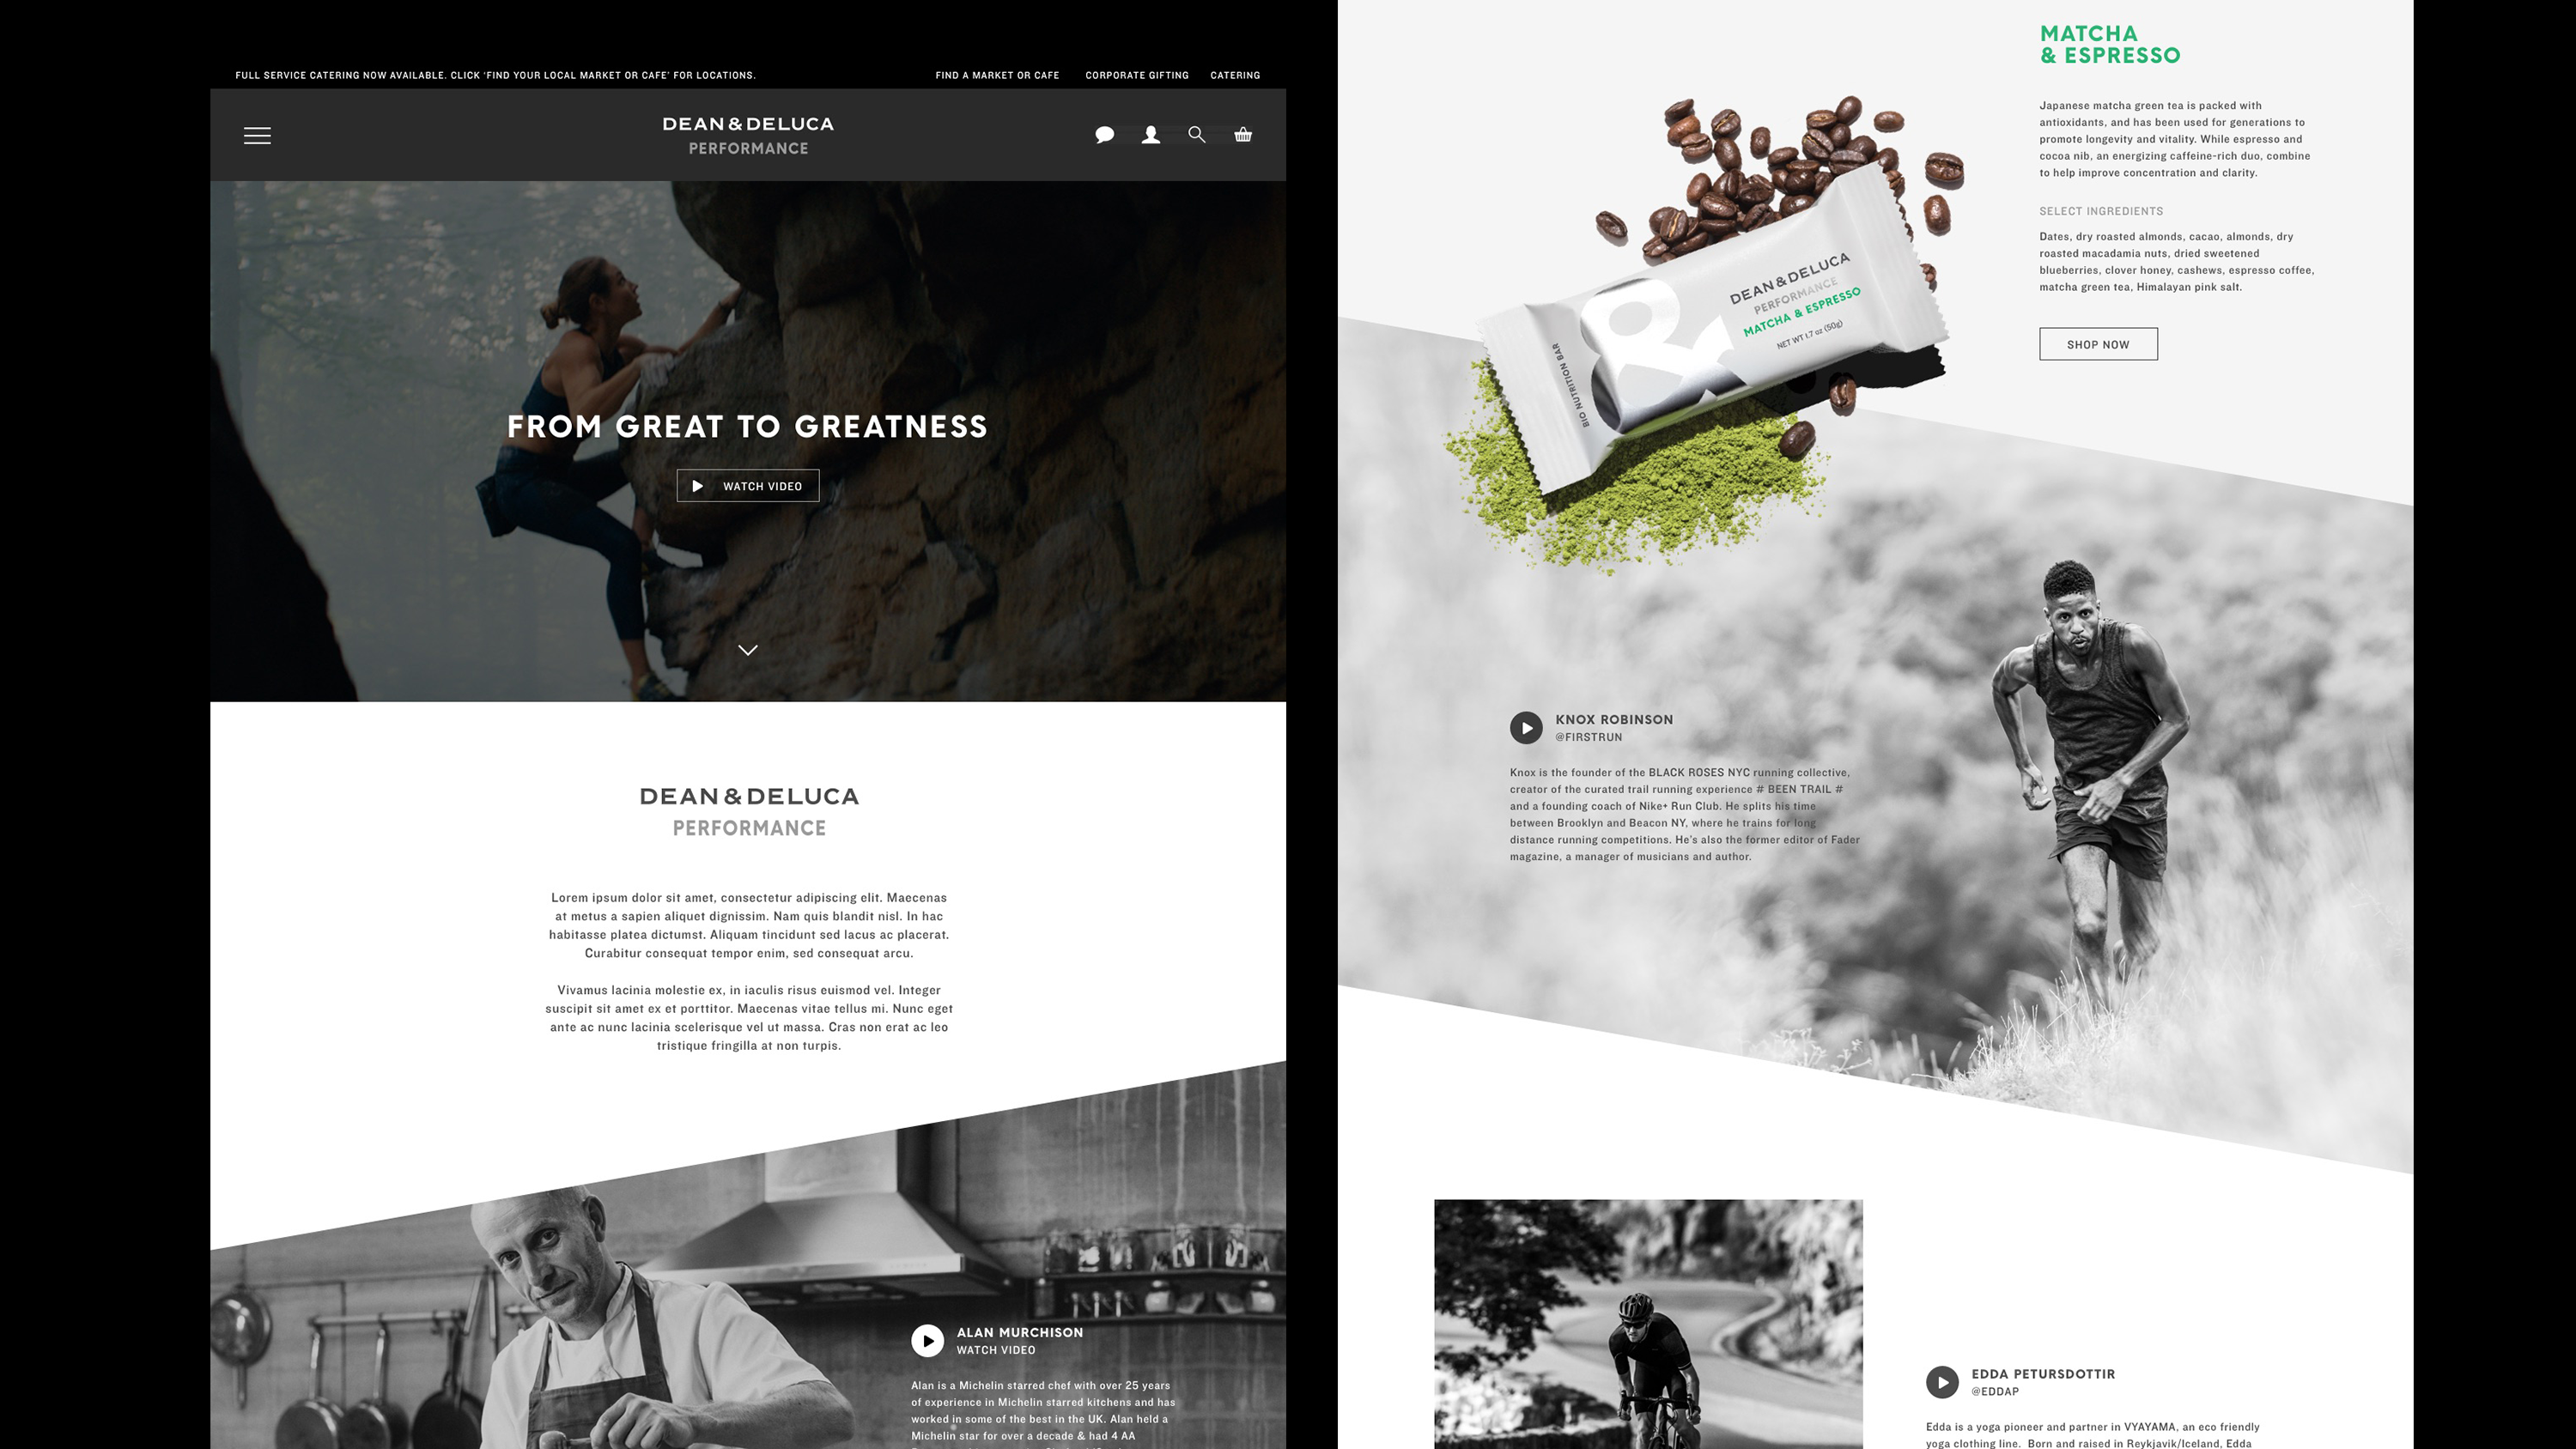 FULL SERVICE CATERING NOW AVAILABLE. CLICK ‘FIND YOUR LOCAL MARKET OR CAFE’ FOR LOCATIONS.
FIND A MARKET OR CAFE
CORPORATE GIFTING
CATERING
DEAN & DELUCA
PERFORMANCE
FROM GREAT TO GREATNESS
WATCH VIDEO
DEAN & DELUCA
PERFORMANCE
Lorem ipsum dolor sit amet, consectetur adipiscing elit. Maecenas
at metus a sapien aliquet dignissim. Nam quis blandit nisl. In hac
habitasse platea dictumst. Aliquam tincidunt sed lacus ac placerat.
Curabitur consequat tempor enim, sed consequat arcu.
Vivamus lacinia molestie ex, in iaculis risus euismod vel. Integer
suscipit sit amet ex et porttitor. Maecenas vitae tellus mi. Nunc eget
ante ac nunc lacinia scelerisque vel ut massa. Cras non erat ac leo
tristique fringilla at non turpis.
ALAN MURCHISON
WATCH VIDEO
Alan is a Michelin starred chef with over 25 years
of experience in Michelin starred kitchens and has
worked in some of the best in the UK. Alan held a
Michelin star for over a decade & had 4 AA
MATCHA
& ESPRESSO
Japanese matcha green tea is packed with
antioxidants, and has been used for generations to
promote longevity and vitality. While espresso and
cocoa nib, an energizing caffeine-rich duo, combine
to help improve concentration and clarity.
SELECT INGREDIENTS
Dates, dry roasted almonds, cacao, almonds, dry
roasted macadamia nuts, dried sweetened
blueberries, clover honey, cashews, espresso coffee,
matcha green tea, Himalayan pink salt.
SHOP NOW
BIO NUTRITION BAR
&
DEAN & DELUCA
PERFORMANCE
MATCHA & ESPRESSO
NET WT 1.7 oz (50g)
KNOX ROBINSON
@FIRSTRUN
Knox is the founder of the BLACK ROSES NYC running collective,
creator of the curated trail running experience # BEEN TRAIL #
and a founding coach of Nike+ Run Club. He splits his time
between Brooklyn and Beacon NY, where he trains for long
distance running competitions. He’s also the former editor of Fader
magazine, a manager of musicians and author.
EDDA PETURSDOTTIR
@EDDAP
Edda is a yoga pioneer and partner in VYAYAMA, an eco friendly
yoga clothing line. Born and raised in Reykjavik/Iceland, Edda